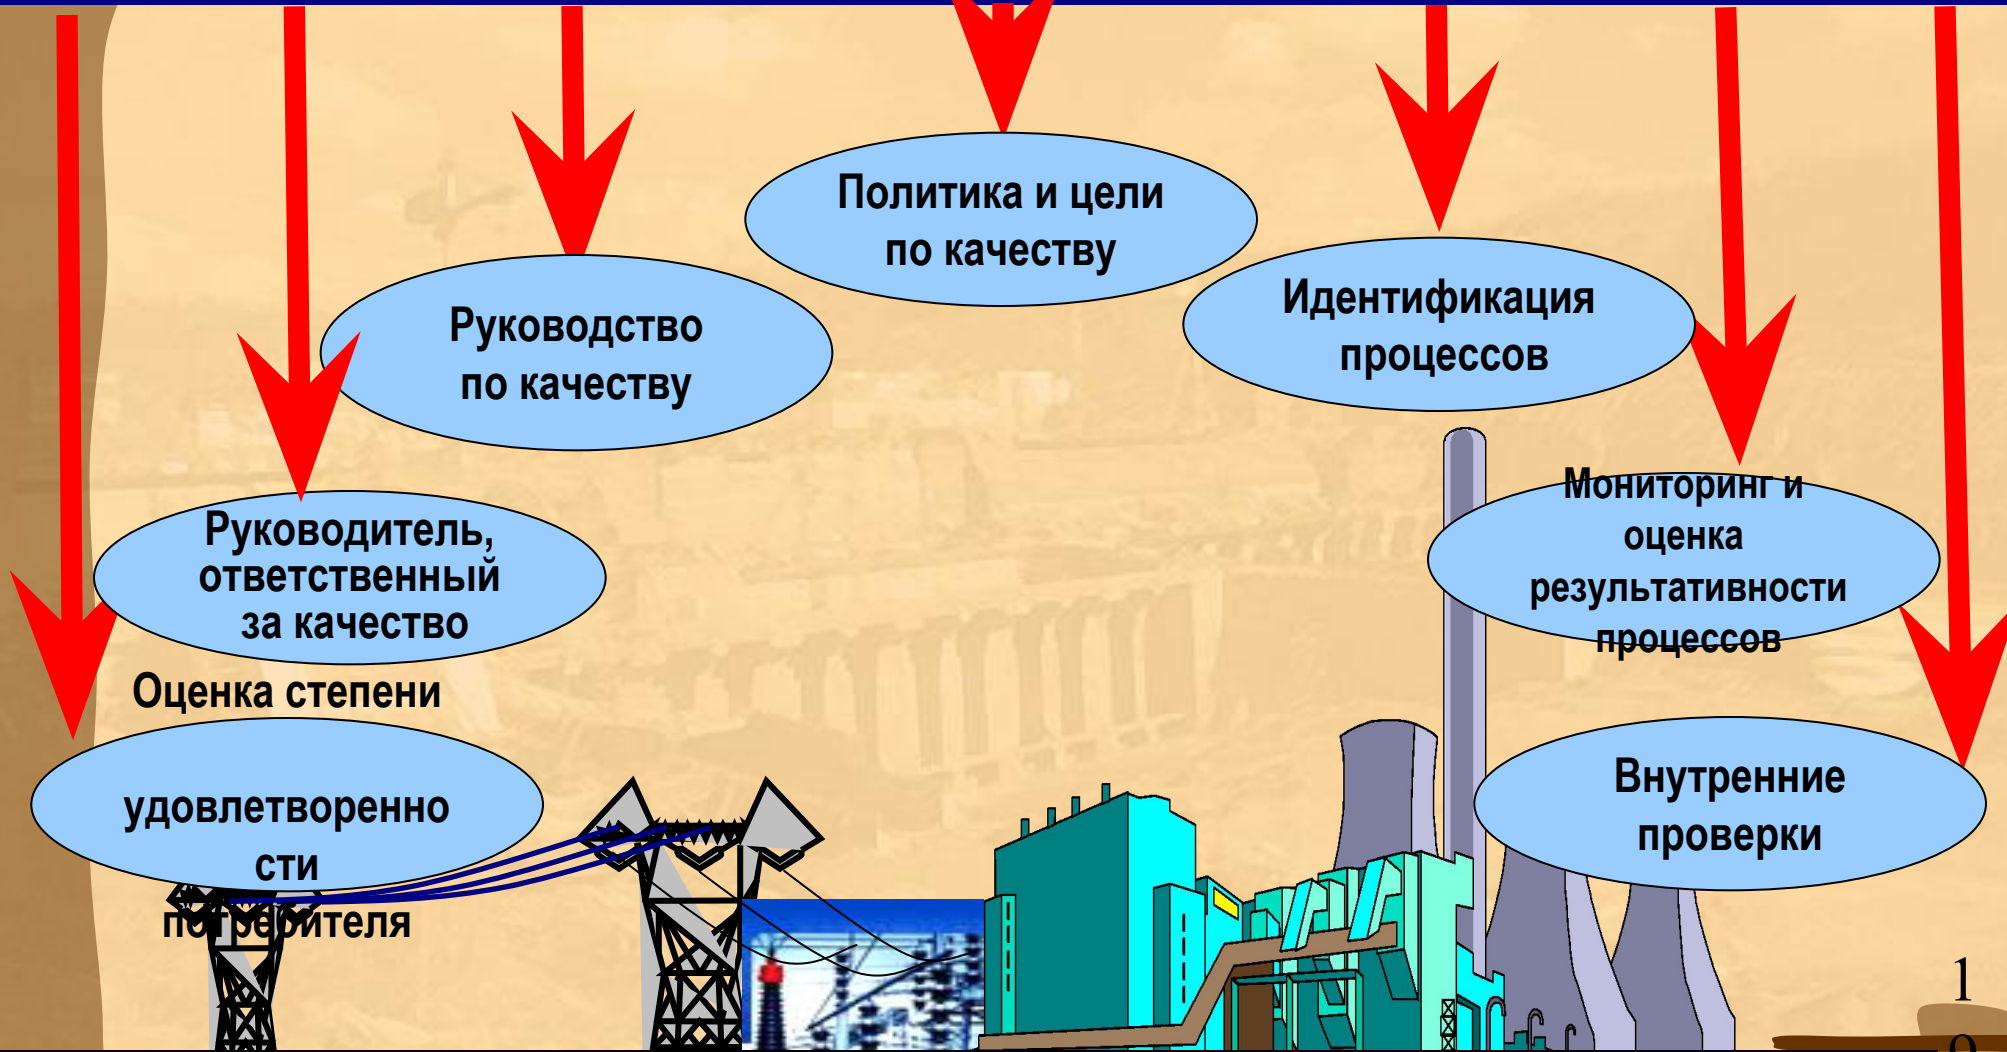 Политика и цели
по качеству
Руководство
по качеству
Идентификация
процессов
Руководитель,
ответственный
за качество
Мониторинг и
оценка
результативности
процессов
Оценка степени
удовлетворенно
сти
потребителя
Внутренние
проверки
1